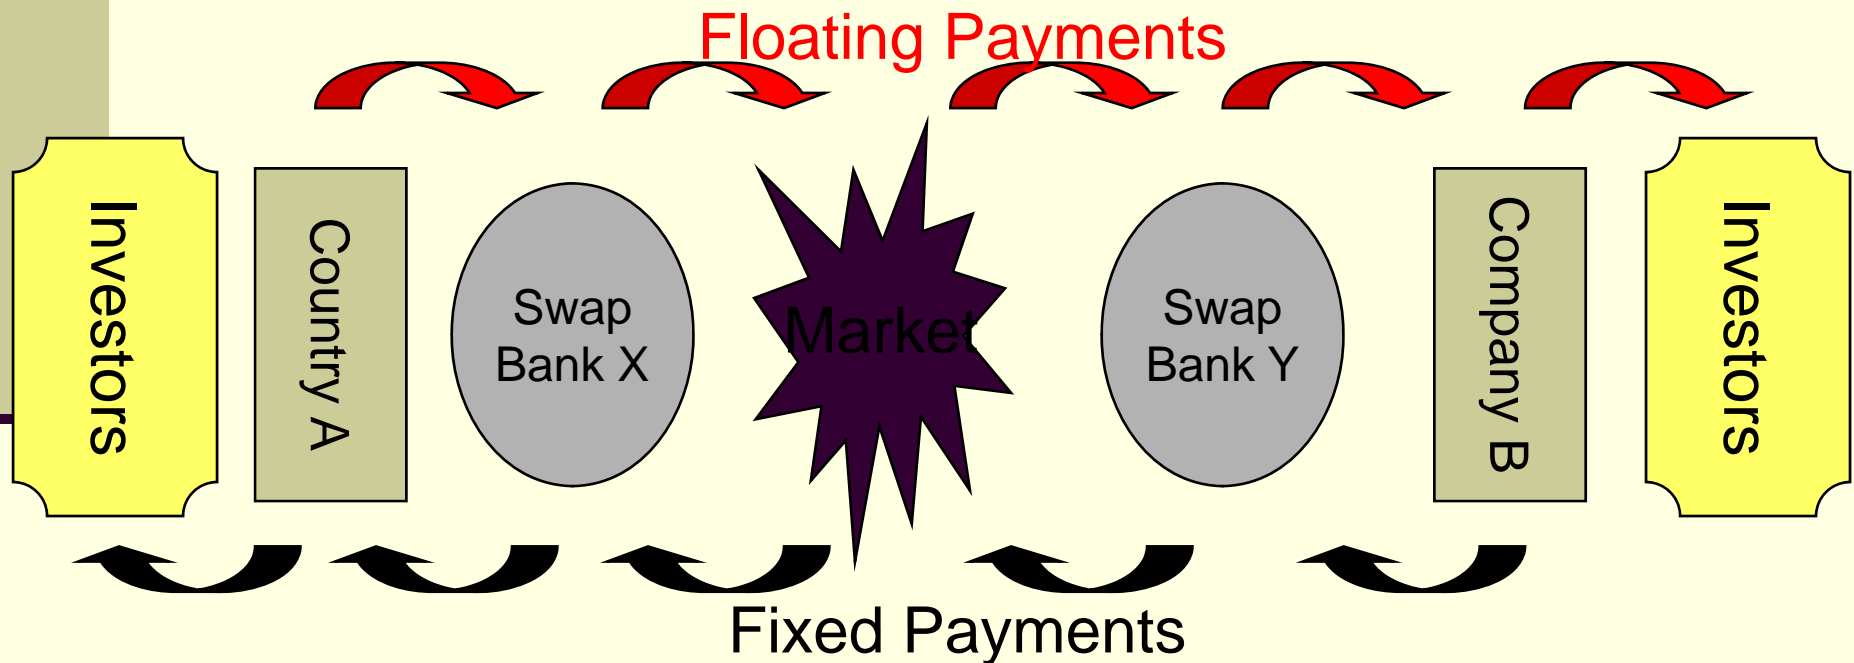 Floating Payments
Investors
Country A
Swap
Bank X
Market
Swap
Bank Y
Company B
Investors
Fixed Payments